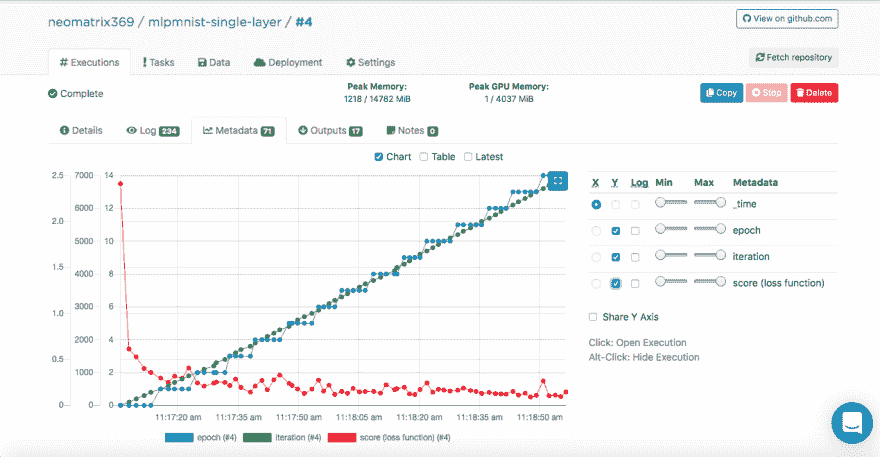 neomatrix369 / mlpmnist-single-layer / #4
View on github.com
# Executions
! Tasks
Data
Deployment
Settings
Fetch repository
Complete
Peak Memory:
1218 / 14782 MiB
Peak GPU Memory:
1 / 4037 MiB
Copy
Stop
Delete
Details
Log 234
Metadata 71
Outputs 17
Notes 0
Chart
Table
Latest
2.5 7000 14
6000 12
2.0
5000 10
1.5
4000 8
1.0
3000 6
2000 4
0.5
1000 2
0 0 0
11:17:20 am 11:17:35 am 11:17:50 am 11:18:05 am 11:18:20 am 11:18:35 am 11:18:50 am
epoch (#4) iteration (#4) score (loss function) (#4)
X Y Log Min Max Metadata
_time
epoch
iteration
score (loss function)
Share Y Axis
Click: Open Execution
Alt-Click: Hide Execution